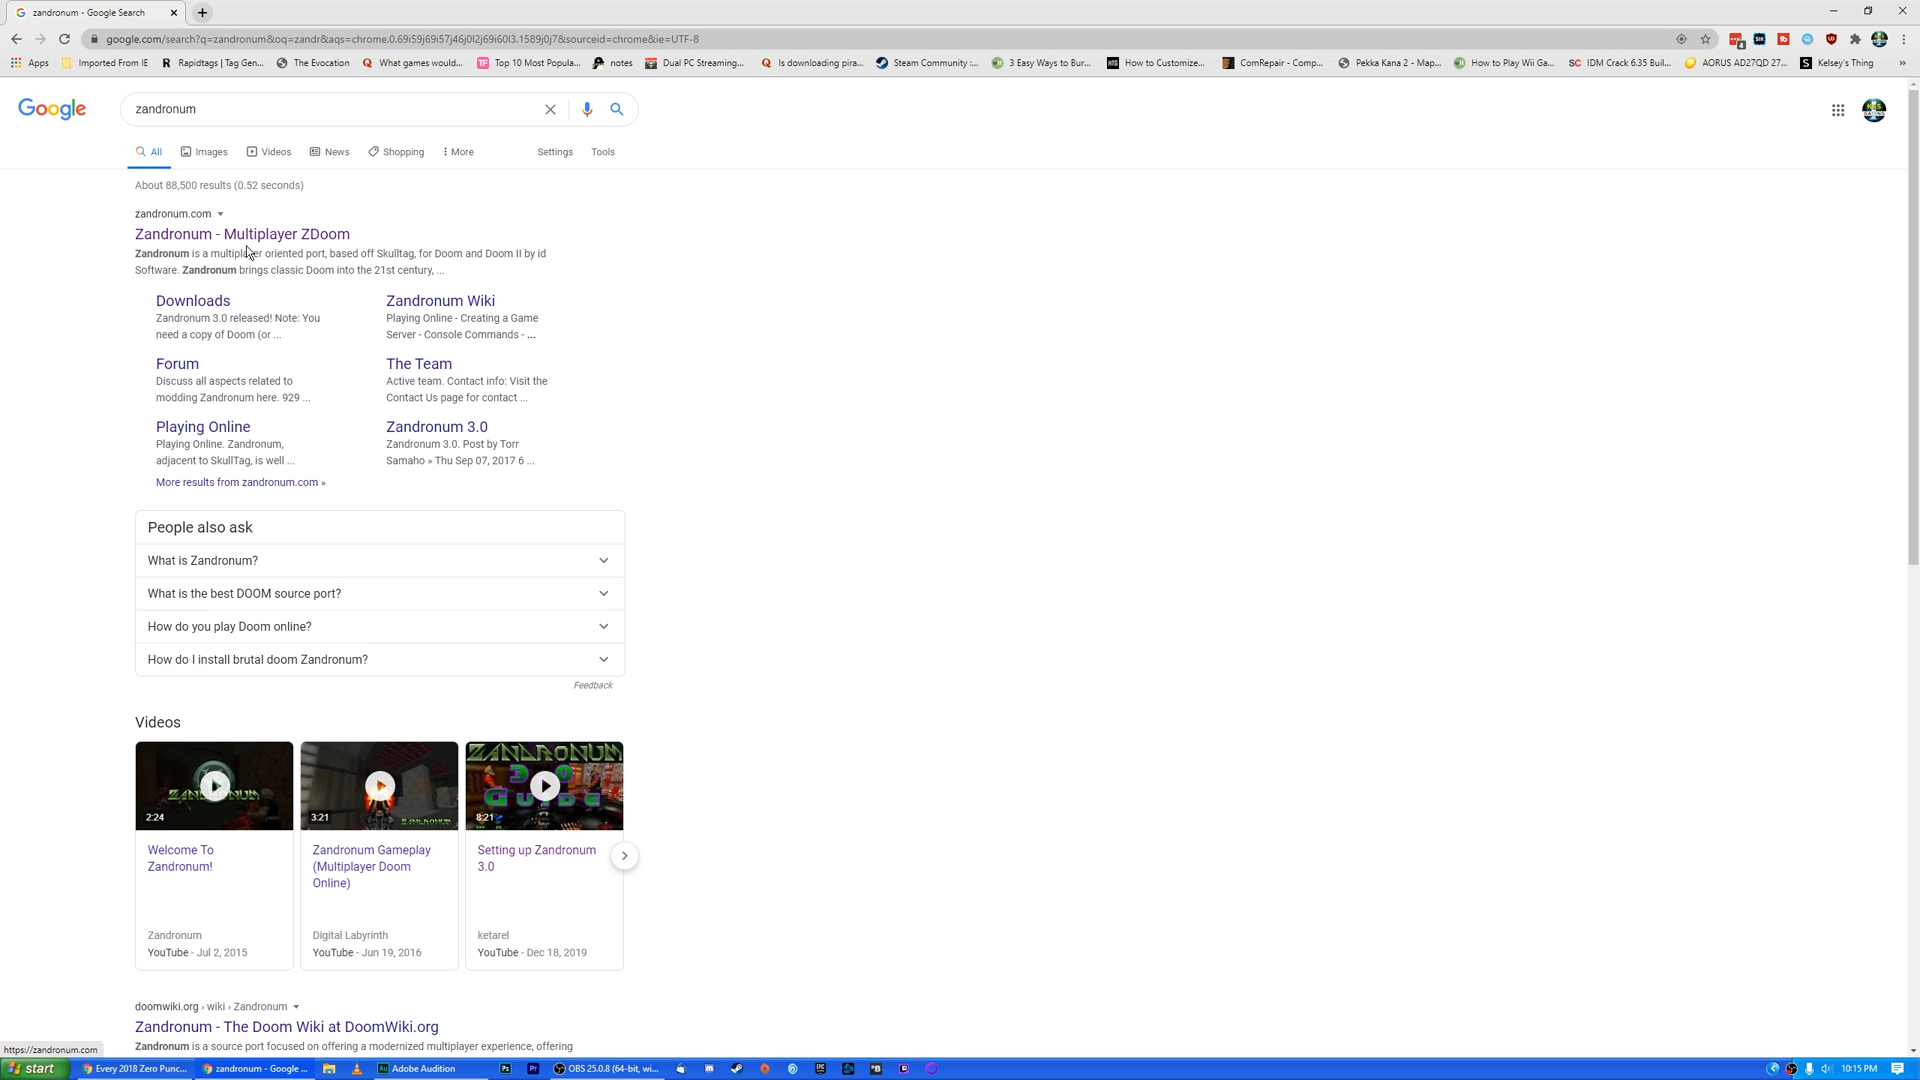 zandronum - Google Search
google.com/search?q=zandronum&oq=zandr&aqs=chrome.0.69i59j69i57j46j0l2j69i60l3.1589j0j7&sourceid=chrome&ie=UTF-8
Apps Imported From IE Rapidtags | Tag Gen... The Evocation What games would... Top 10 Most Popula... notes Dual PC Streaming... Is downloading pira... Steam Community :... 3 Easy Ways to Bur... How to Customize... ComRepair - Comp... Pekka Kana 2 - Map... How to Play Wii Ga... IDM Crack 6.35 Buil... AORUS AD27QD 27... Kelsey's Thing »
Google
zandronum
All Images Videos News Shopping More Settings Tools
About 88,500 results (0.52 seconds)
zandronum.com
Zandronum - Multiplayer ZDoom
Zandronum is a multiplayer oriented port, based off Skulltag, for Doom and Doom II by id
Software. Zandronum brings classic Doom into the 21st century, ...
Downloads
Zandronum 3.0 released! Note: You
need a copy of Doom (or ...
Zandronum Wiki
Playing Online - Creating a Game
Server - Console Commands - ...
Forum
Discuss all aspects related to
modding Zandronum here. 929 ...
The Team
Active team. Contact info: Visit the
Contact Us page for contact ...
Playing Online
Playing Online. Zandronum,
adjacent to SkullTag, is well ...
Zandronum 3.0
Zandronum 3.0. Post by Torr
Samaho » Thu Sep 07, 2017 6 ...
More results from zandronum.com »
People also ask
What is Zandronum?
What is the best DOOM source port?
How do you play Doom online?
How do I install brutal doom Zandronum?
Feedback
Videos
ZANDRONUM
2:24
Welcome To
Zandronum!
Zandronum
YouTube - Jul 2, 2015
ZANDRONUM
3:21
Zandronum Gameplay
(Multiplayer Doom
Online)
Digital Labyrinth
YouTube - Jun 19, 2016
ZANDRONUM
3 0
GUIDE
8:21
Setting up Zandronum
3.0
ketarel
YouTube - Dec 18, 2019
doomwiki.org › wiki › Zandronum
Zandronum - The Doom Wiki at DoomWiki.org
Zandronum is a source port focused on offering a modernized multiplayer experience, offering
https://zandronum.com
start Every 2018 Zero Punc... zandronum - Google ... Adobe Audition OBS 25.0.8 (64-bit, wi... 10:15 PM